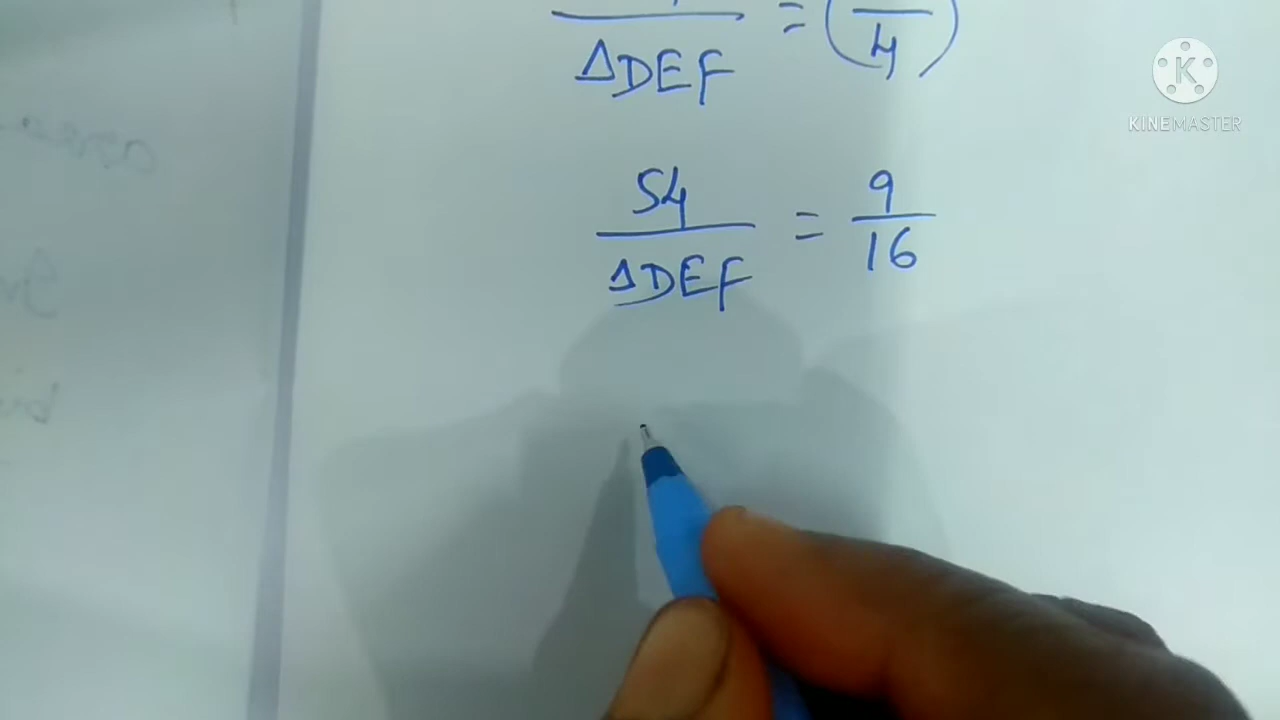 ΔDEF = ( / 4 )
K
KINEMASTER
54 / ΔDEF = 9 / 16